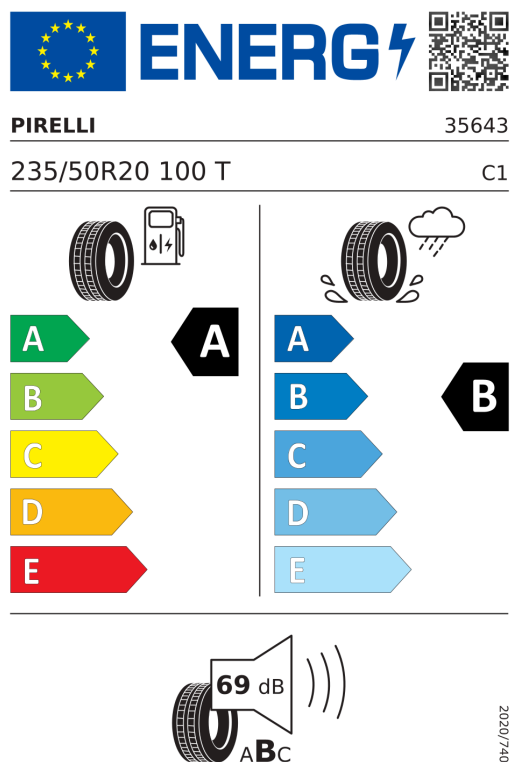 ENERG
PIRELLI 35643
235/50R20 100 T C1
A A A
B B B
C C
D D
E E
69 dB
ABC
2020/740